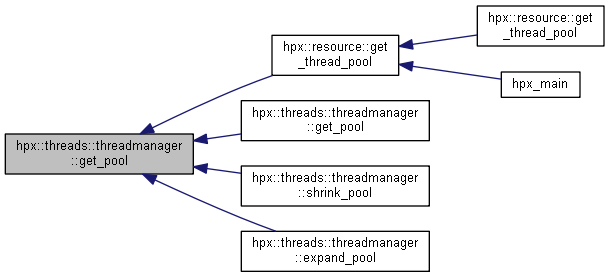 hpx::threads::threadmanager
::get_pool
hpx::resource::get
_thread_pool
hpx::resource::get
_thread_pool
hpx_main
hpx::threads::threadmanager
::get_pool
hpx::threads::threadmanager
::shrink_pool
hpx::threads::threadmanager
::expand_pool